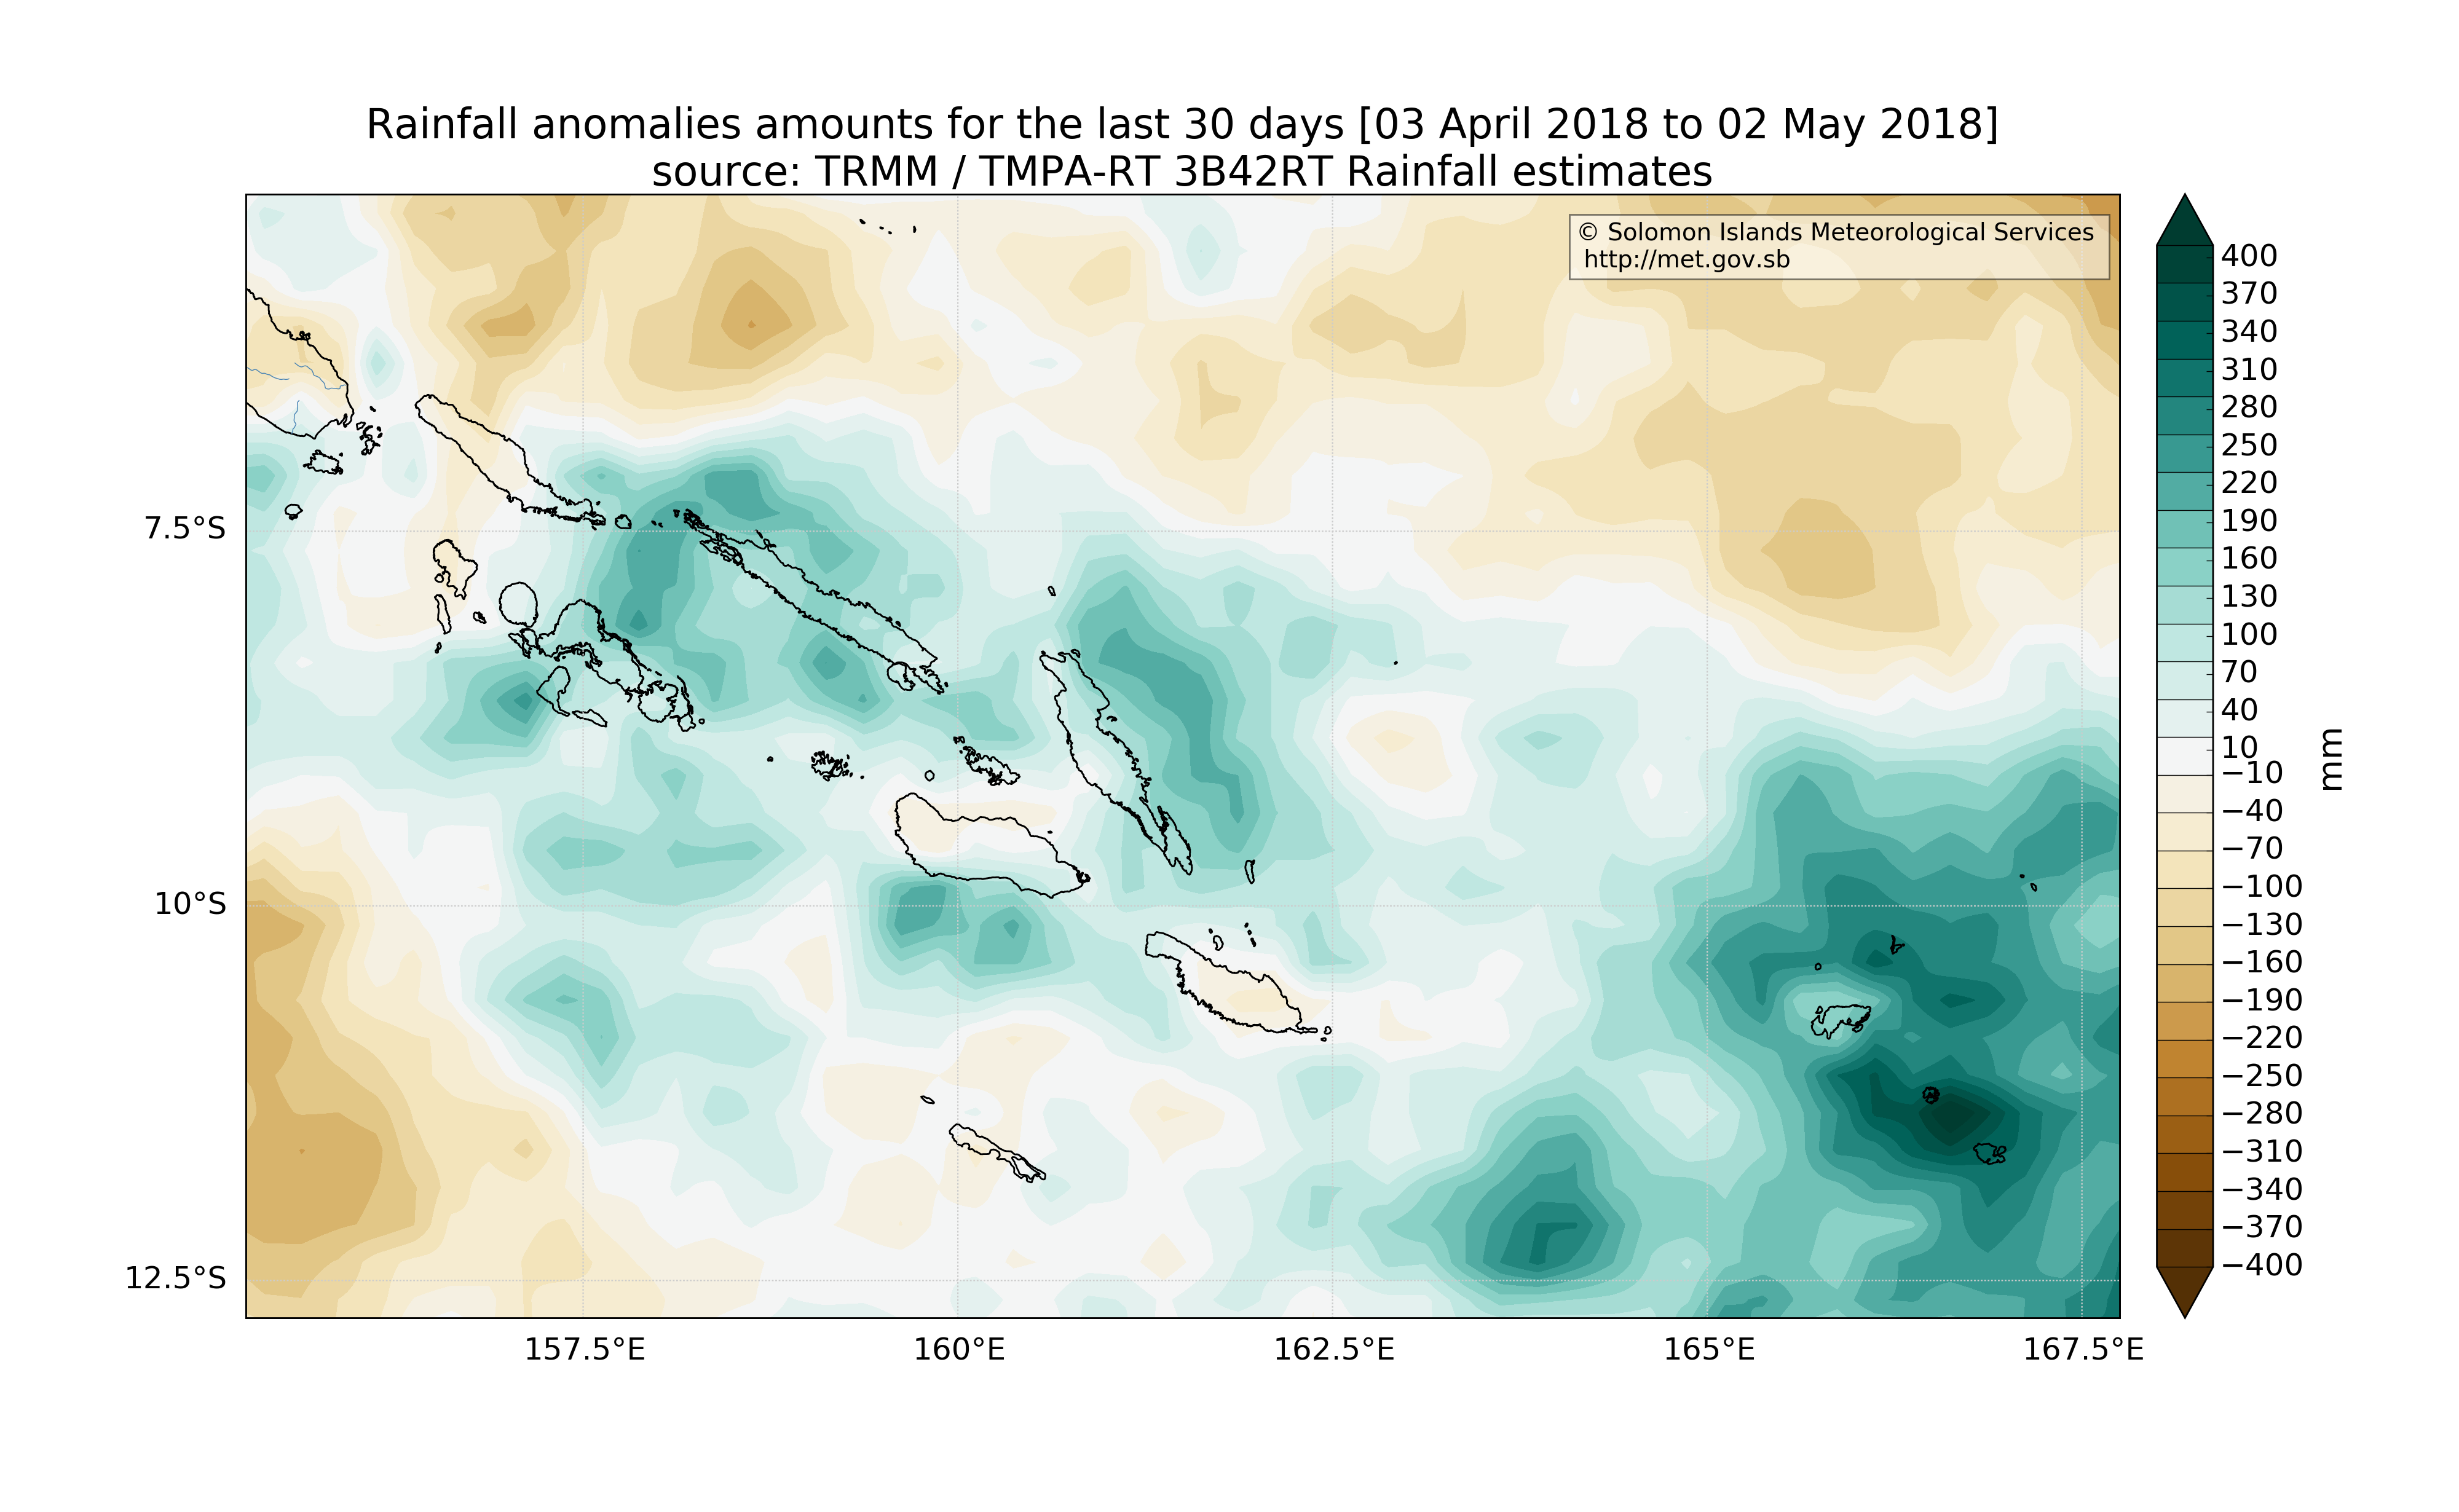 Rainfall anomalies amounts for the last 30 days [03 April 2018 to 02 May 2018]
source: TRMM / TMPA-RT 3B42RT Rainfall estimates
© Solomon Islands Meteorological Services
http://met.gov.sb
7.5°S
10°S
12.5°S
157.5°E
160°E
162.5°E
165°E
167.5°E
400
370
340
310
280
250
220
190
160
130
100
70
40
10
−10
−40
−70
−100
−130
−160
−190
−220
−250
−280
−310
−340
−370
−400
mm